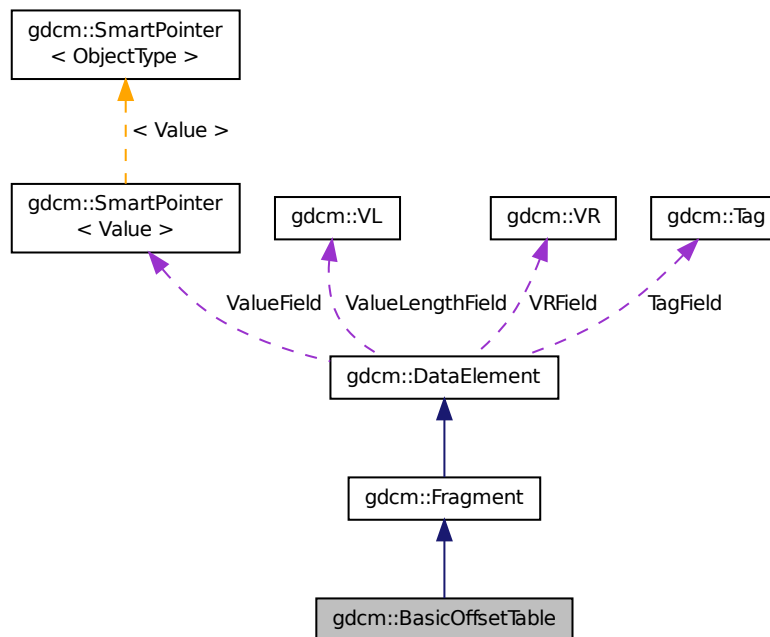 gdcm::SmartPointer
< ObjectType >
< Value >
gdcm::SmartPointer
< Value >
gdcm::VL
gdcm::VR
gdcm::Tag
ValueField
ValueLengthField
VRField
TagField
gdcm::DataElement
gdcm::Fragment
gdcm::BasicOffsetTable